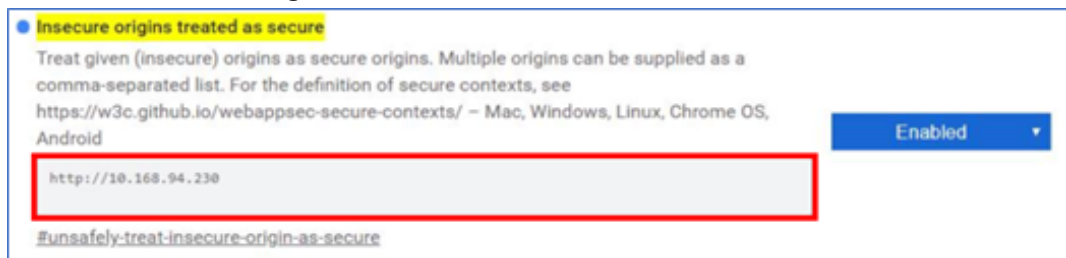 Insecure origins treated as secure
Treat given (insecure) origins as secure origins. Multiple origins can be supplied as a
comma-separated list. For the definition of secure contexts, see
https://w3c.github.io/webappsec-secure-contexts/ – Mac, Windows, Linux, Chrome OS,
Android
Enabled
http://10.168.94.230
#unsafely-treat-insecure-origin-as-secure